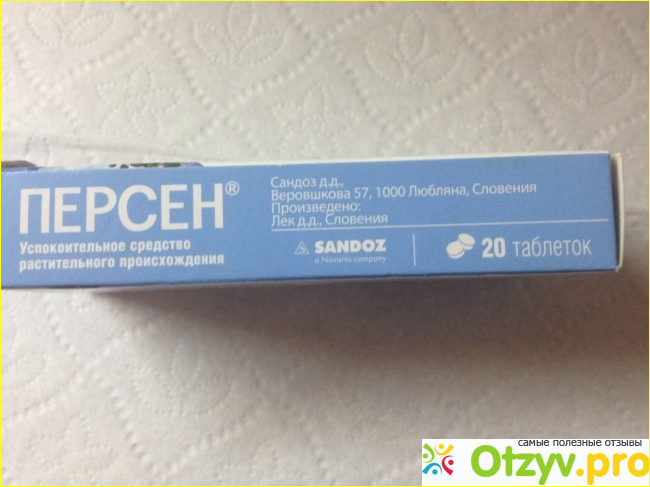 ПЕРСЕН®
Успокоительное средство
растительного происхождения
Сандоз д.д.,
Веровшкова 57, 1000 Любляна, Словения
Произведено:
Лек д.д., Словения
SANDOZ
a Novartis company
20 таблеток
самые полезные отзывы
Otzyv.pro